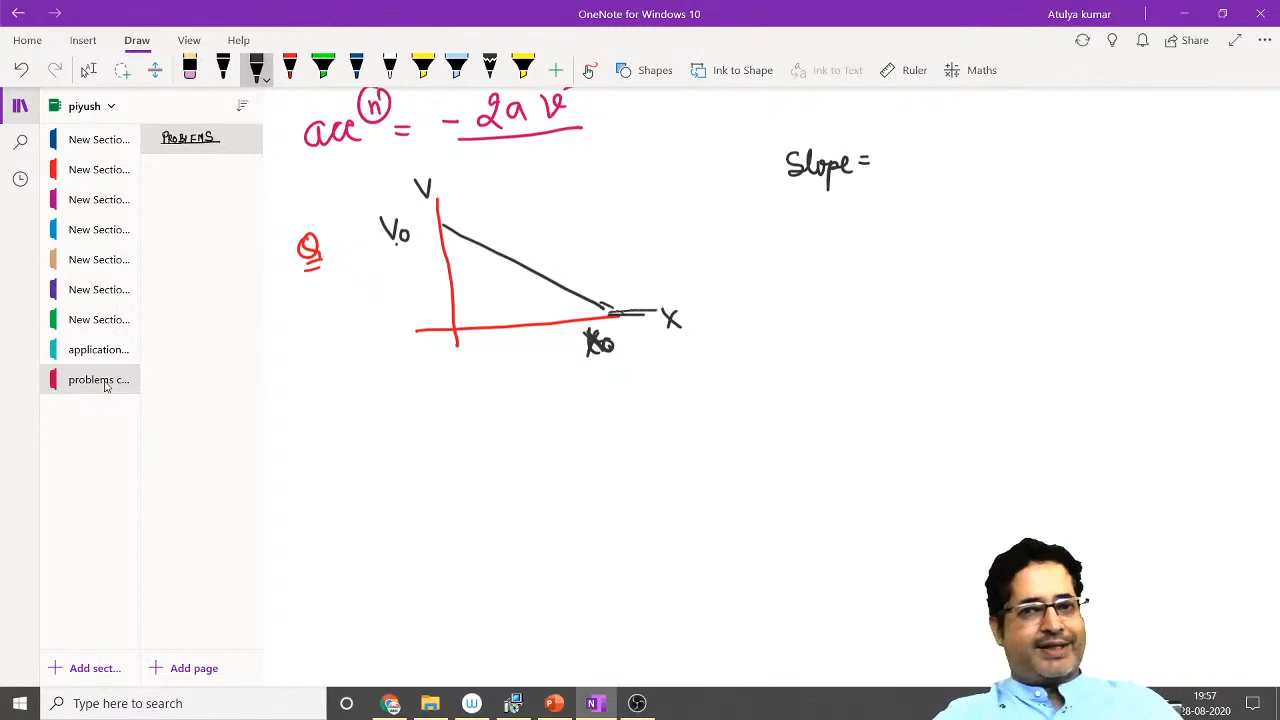 OneNote for Windows 10
Atulya kumar
Home
Insert
Draw
View
Help
Share
Shapes
Ink to Shape
Ink to Text
Ruler
Maths
piyush
New Sectio...
New Sectio...
New Sectio...
New Sectio...
New Sectio...
New Sectio...
New Sectio...
application...
problems c...
PROBLEMS
accⁿ = - 2a v
Slope =
V
V0
Q
X
X0
Add sect...
Add page
Type here to search
19:57
28-08-2020